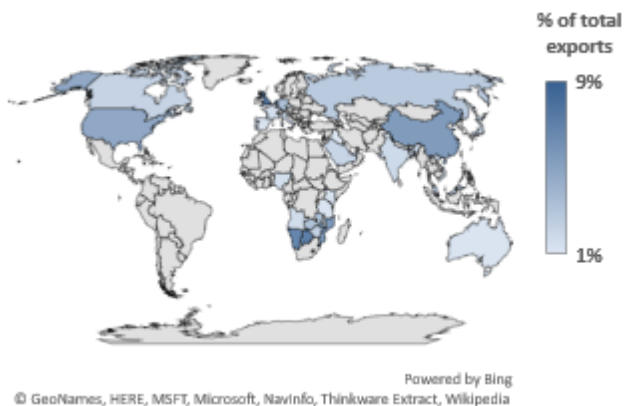 % of total
exports
9%
1%
Powered by Bing
© GeoNames, HERE, MSFT, Microsoft, NavInfo, Thinkware Extract, Wikipedia